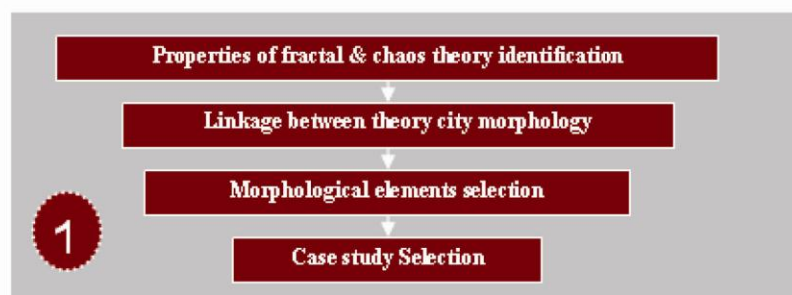 Properties of fractal & chaos theory identification
Linkage between theory city morphology
Morphological elements selection
1
Case study Selection